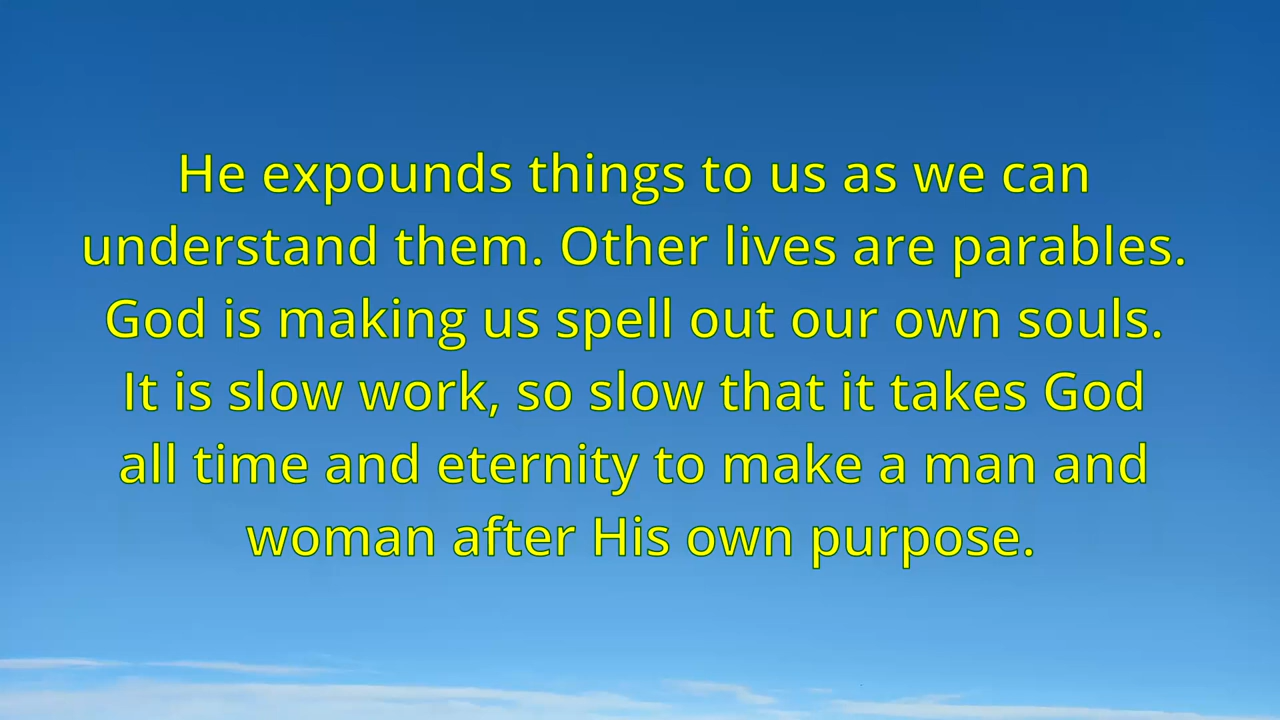 He expounds things to us as we can
understand them. Other lives are parables.
God is making us spell out our own souls.
It is slow work, so slow that it takes God
all time and eternity to make a man and
woman after His own purpose.